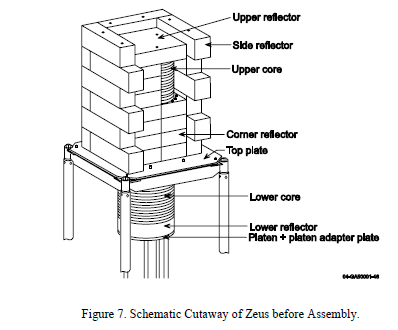 Upper reflector
Side reflector
Upper core
Corner reflector
Top plate
Lower core
Lower reflector
Platen + platen adapter plate
Figure 7. Schematic Cutaway of Zeus before Assembly.